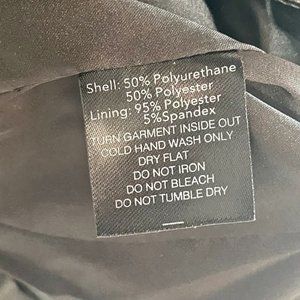 Shell: 50% Polyurethane
50% Polyester
Lining: 95% Polyester
5%Spandex
TURN GARMENT INSIDE OUT
COLD HAND WASH ONLY
DRY FLAT
DO NOT IRON
DO NOT BLEACH
DO NOT TUMBLE DRY